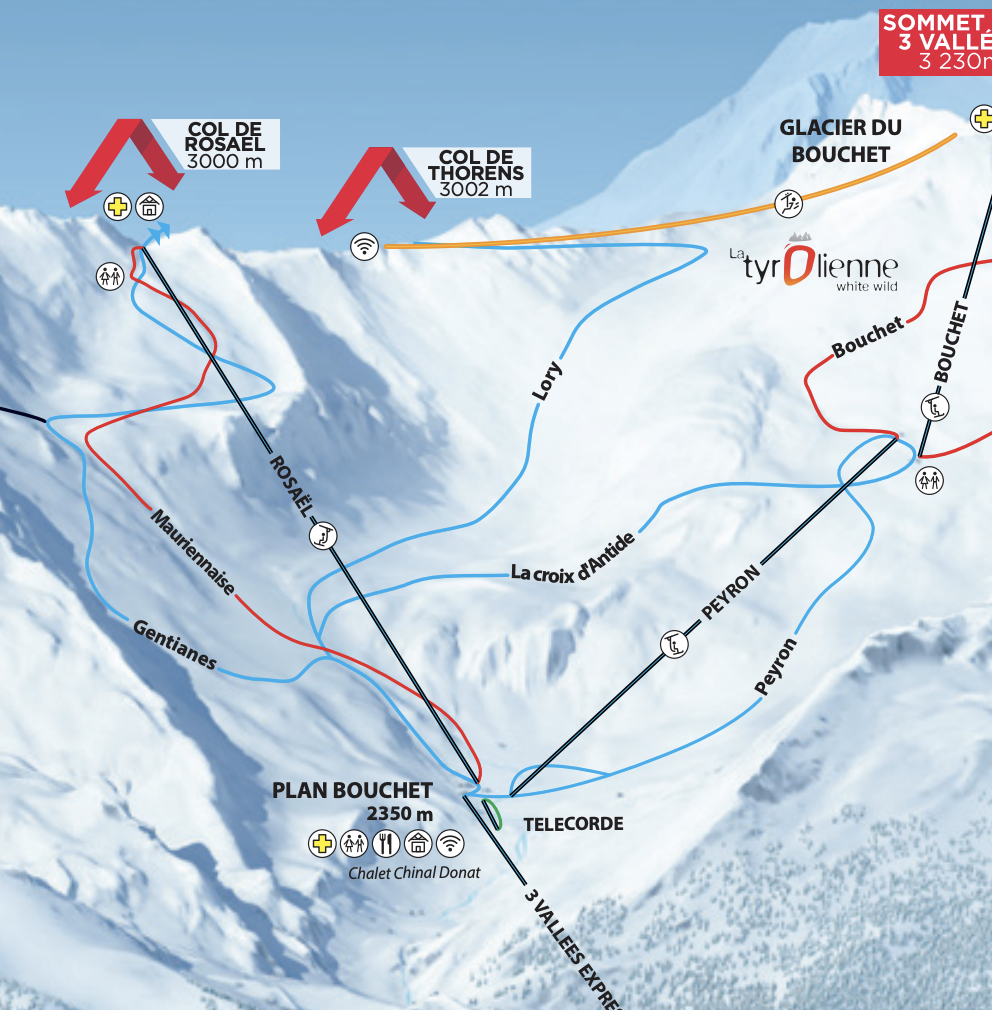 SOMMET
3 VALLÉ
3 230m
COL DE
ROSAËL
3000 m
COL DE
THORENS
3002 m
GLACIER DU
BOUCHET
La
tyrOlienne
white wild
Bouchet
BOUCHET
Lory
ROSAËL
Mauriennaise
La croix d'Antide
PEYRON
Gentianes
Peyron
PLAN BOUCHET
2350 m
TELECORDE
Chalet Chinal Donat
3 VALLEES EXPRE